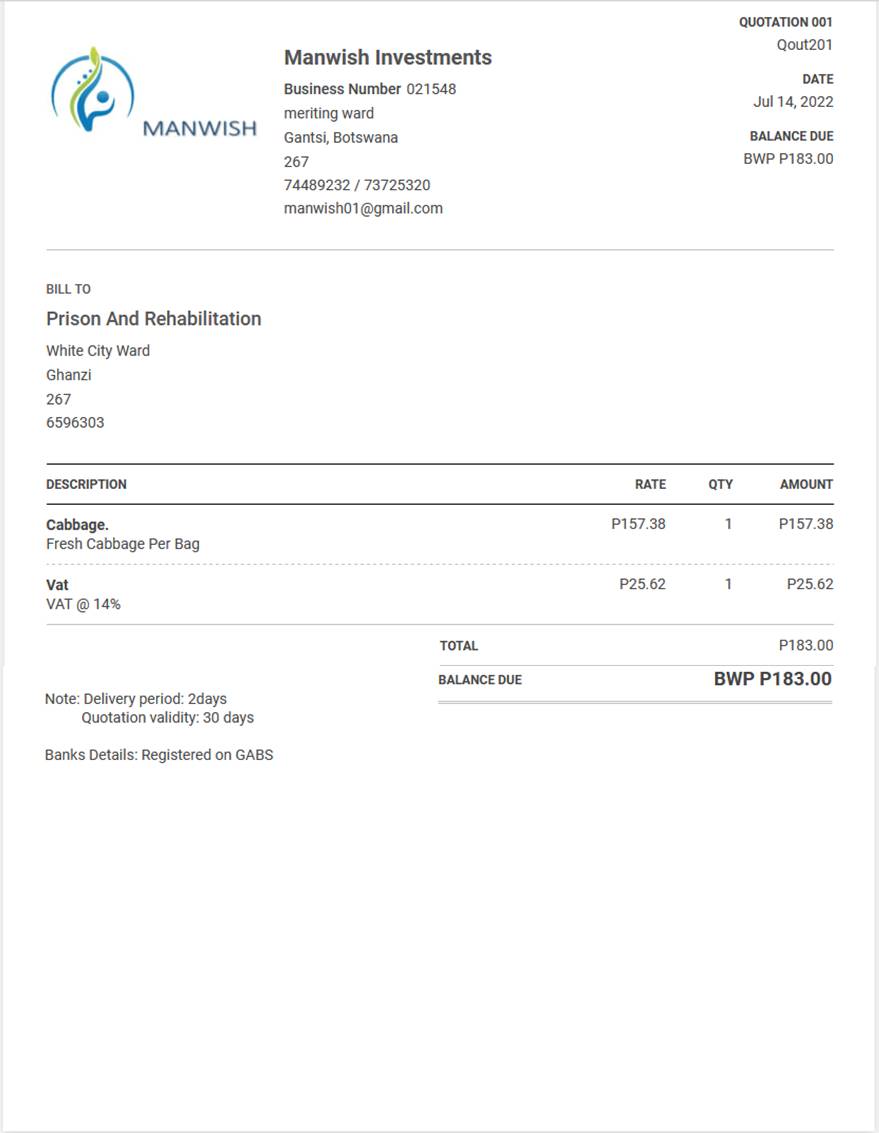 QUOTATION 001
Qout201
DATE
Jul 14, 2022
BALANCE DUE
BWP P183.00
MANWISH
Manwish Investments
Business Number 021548
meriting ward
Gantsi, Botswana
267
74489232 / 73725320
manwish01@gmail.com
BILL TO
Prison And Rehabilitation
White City Ward
Ghanzi
267
6596303
DESCRIPTION RATE QTY AMOUNT
Cabbage. P157.38 1 P157.38
Fresh Cabbage Per Bag
Vat P25.62 1 P25.62
VAT @ 14%
TOTAL P183.00
BALANCE DUE BWP P183.00
Note: Delivery period: 2days
Quotation validity: 30 days
Banks Details: Registered on GABS